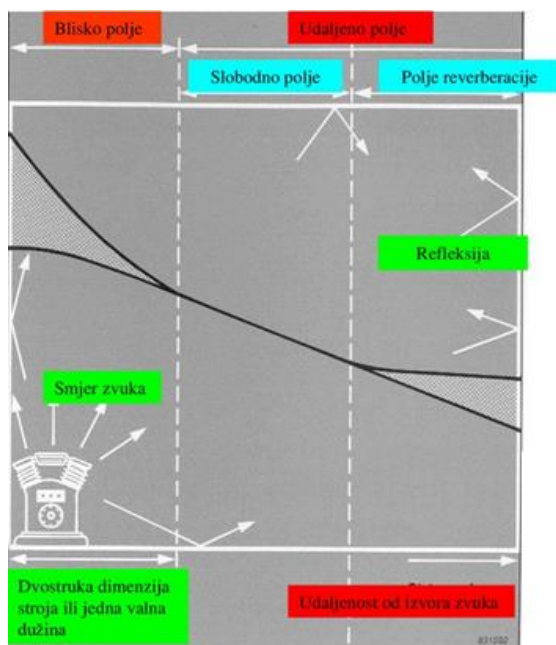 Blisko polje
Udaljeno polje
Slobodno polje
Polje reverberacije
Refleksija
Smjer zvuka
Dvostruka dimenzija
stroja ili jedna valna
dužina
Udaljenost od izvora zvuka